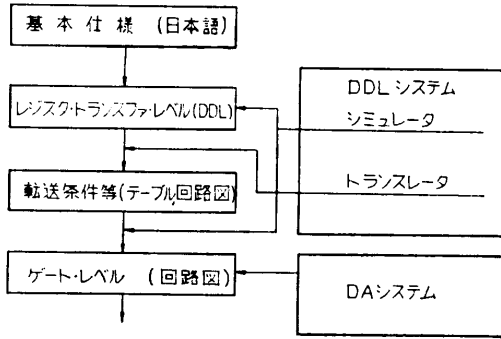 基本仕様 (日本語)
レジスタ・トランスファ・レベル(DDL)
転送条件等(テーブル,回路図)
ゲート・レベル (回路図)
DDLシステム
シミュレータ
トランスレータ
DAシステム